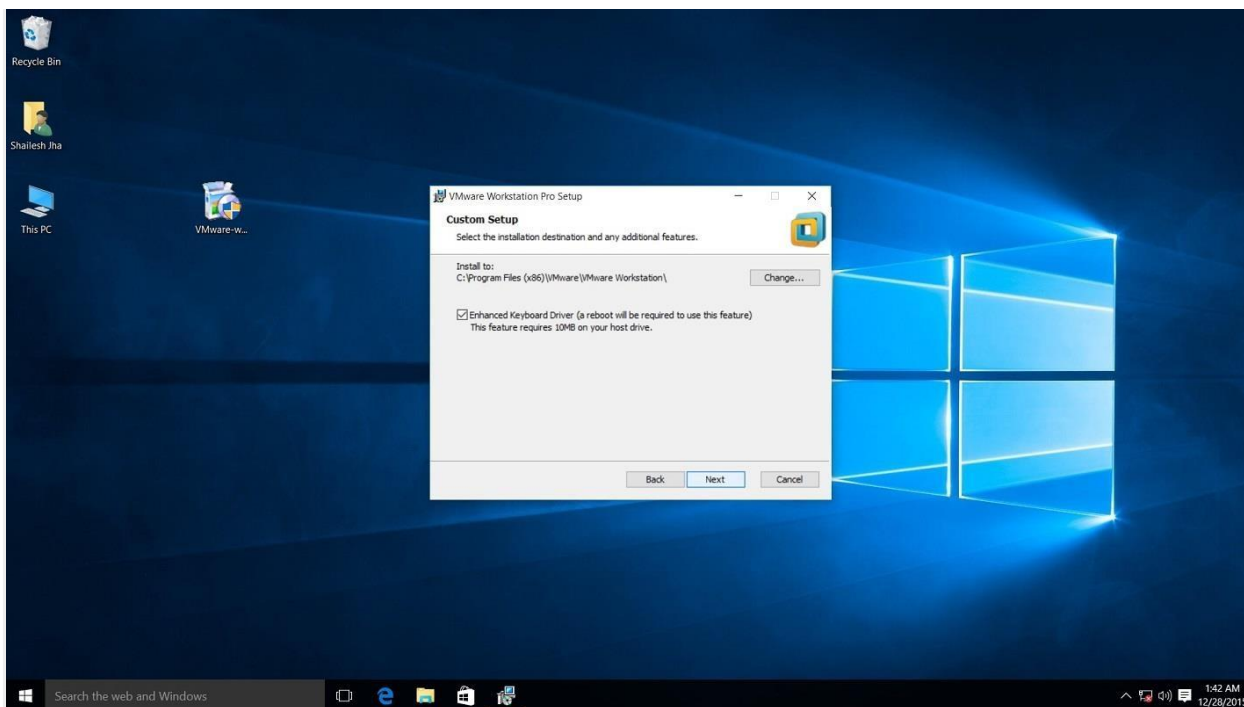 Recycle Bin
Shailesh Jha
This PC
VMware-w...
VMware Workstation Pro Setup
Custom Setup
Select the installation destination and any additional features.
Install to:
C:\Program Files (x86)\VMware\VMware Workstation\
Change...
Enhanced Keyboard Driver (a reboot will be required to use this feature)
This feature requires 10MB on your host drive.
Back
Next
Cancel
Search the web and Windows
1:42 AM
12/28/2015